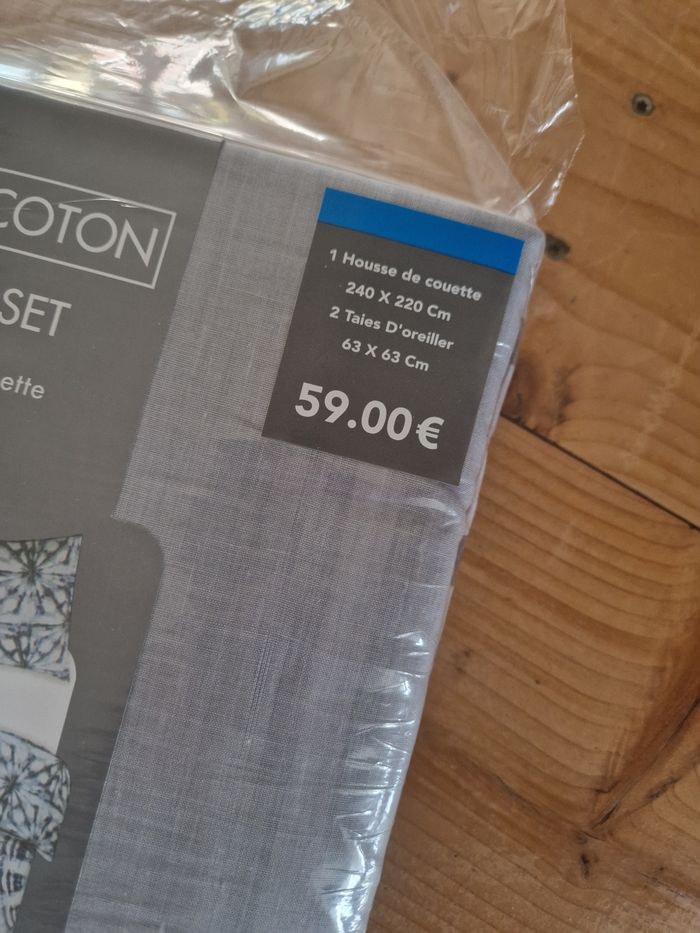 COTON
SET
ette
1 Housse de couette
240 X 220 Cm
2 Taies D'oreiller
63 X 63 Cm
59.00€